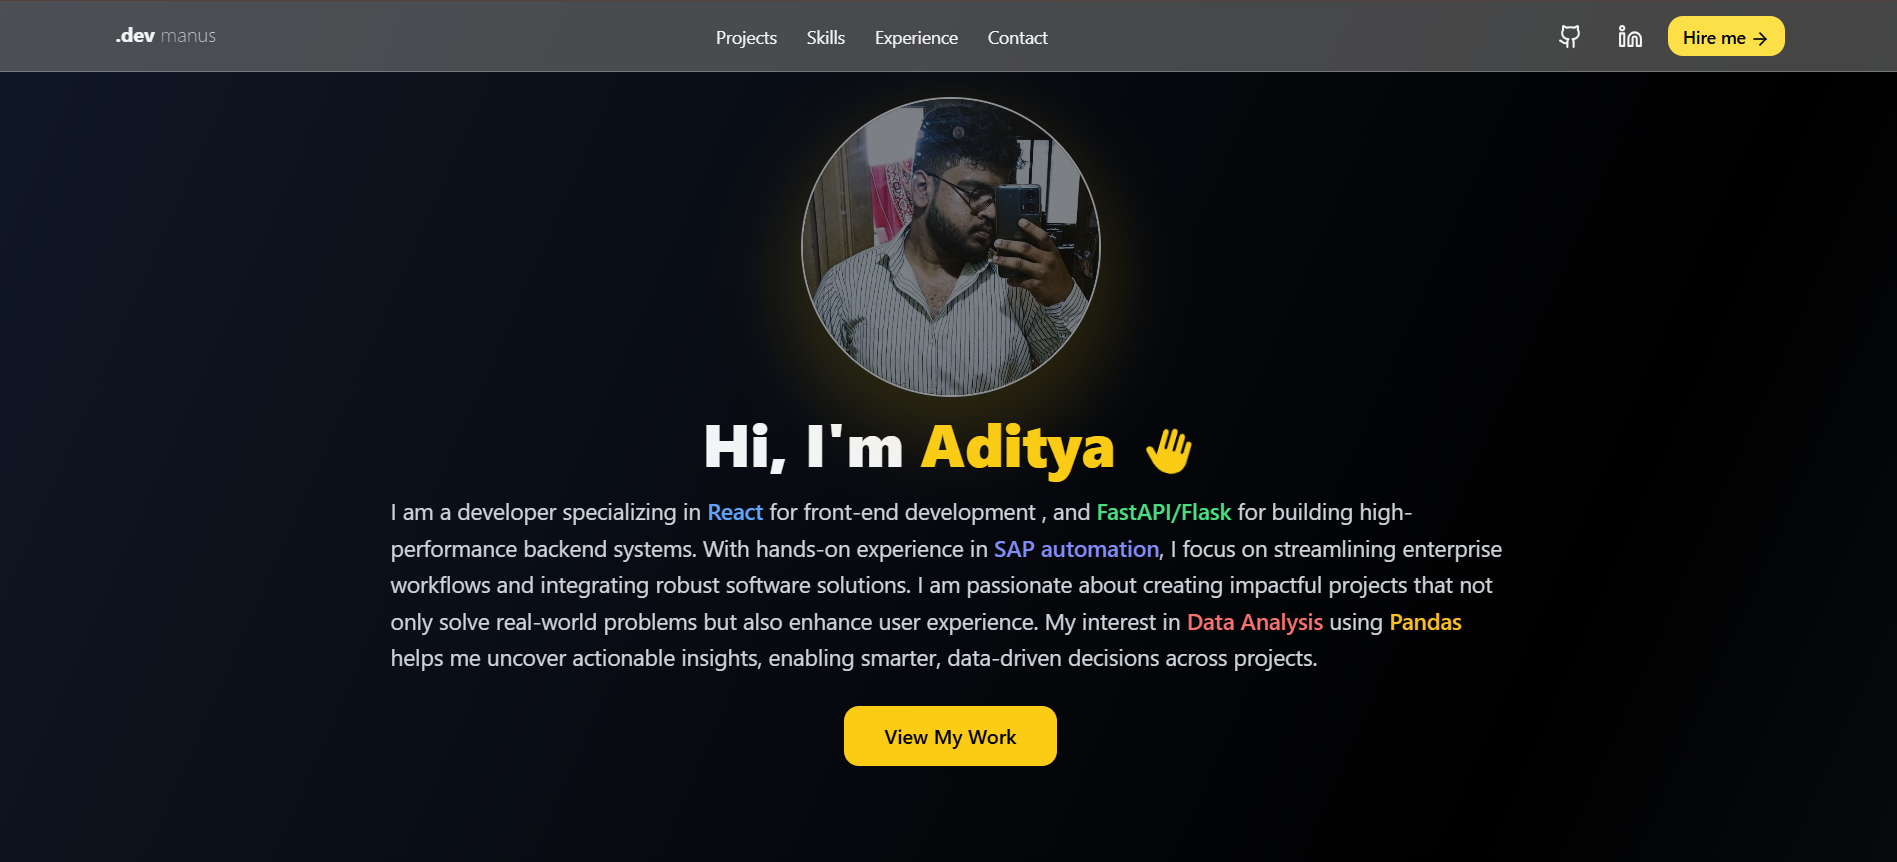 .dev manus
Projects Skills Experience Contact
Hire me →
Hi, I'm Aditya 👋
I am a developer specializing in React for front-end development , and FastAPI/Flask for building high-
performance backend systems. With hands-on experience in SAP automation, I focus on streamlining enterprise
workflows and integrating robust software solutions. I am passionate about creating impactful projects that not
only solve real-world problems but also enhance user experience. My interest in Data Analysis using Pandas
helps me uncover actionable insights, enabling smarter, data-driven decisions across projects.
View My Work